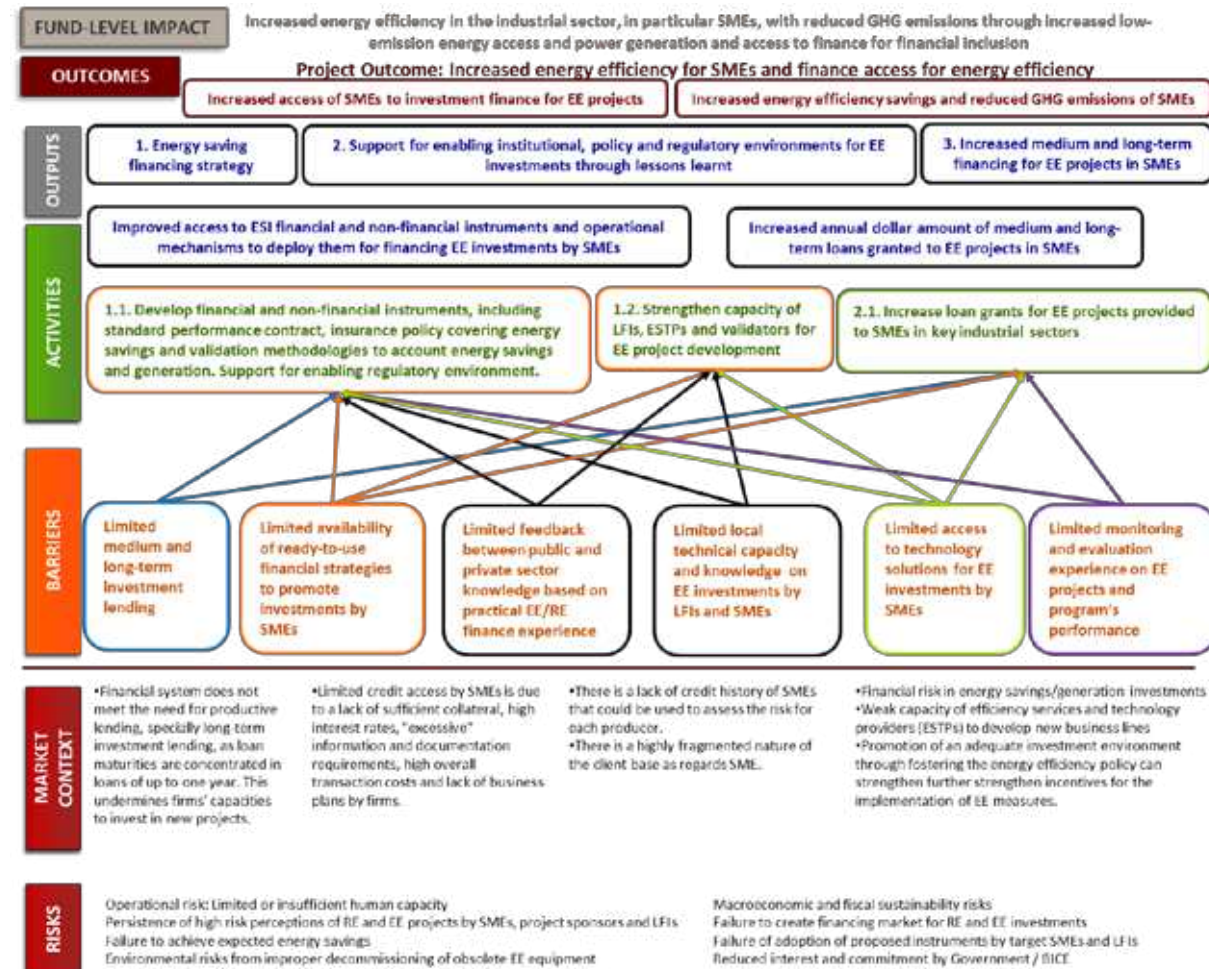 FUND-LEVEL IMPACT
Increased energy efficiency in the industrial sector, in particular SMEs, with reduced GHG emissions through increased low-
emission energy access and power generation and access to finance for financial inclusion
OUTCOMES
Project Outcome: Increased energy efficiency for SMEs and finance access for energy efficiency
Increased access of SMEs to investment finance for EE projects
Increased energy efficiency savings and reduced GHG emissions of SMEs
OUTPUTS
1. Energy saving
financing strategy
2. Support for enabling institutional, policy and regulatory environments for EE
investments through lessons learnt
3. Increased medium and long-term
financing for EE projects in SMEs
ACTIVITIES
Improved access to ESI financial and non-financial instruments and operational
mechanisms to deploy them for financing EE investments by SMEs
Increased annual dollar amount of medium and long-
term loans granted to EE projects in SMEs
1.1. Develop financial and non-financial instruments, including
standard performance contract, insurance policy covering energy
savings and validation methodologies to account energy savings
and generation. Support for enabling regulatory environment.
1.2. Strengthen capacity of
LFIs, ESTPs and validators for
EE project development
2.1. Increase loan grants for EE projects provided
to SMEs in key industrial sectors
BARRIERS
Limited
medium and
long-term
investment
lending
Limited availability
of ready-to-use
financial strategies
to promote
investments by
SMEs
Limited feedback
between public and
private sector
knowledge based on
practical EE/RE
finance experience
Limited local
technical capacity
and knowledge on
EE investments by
LFIs and SMEs
Limited access
to technology
solutions for EE
investments by
SMEs
Limited monitoring
and evaluation
experience on EE
projects and
program's
performance
MARKET
CONTEXT
•Financial system does not
meet the need for productive
lending, specially long-term
investment lending, as loan
maturities are concentrated in
loans of up to one year. This
undermines firms' capacities
to invest in new projects.
•Limited credit access by SMEs is due
to a lack of sufficient collateral, high
interest rates, "excessive"
information and documentation
requirements, high overall
transaction costs and lack of business
plans by firms.
•There is a lack of credit history of SMEs
that could be used to assess the risk for
each producer.
•There is a highly fragmented nature of
the client base as regards SME.
•Financial risk in energy savings/generation investments
•Weak capacity of efficiency services and technology
providers (ESTPs) to develop new business lines
•Promotion of an adequate investment environment
through fostering the energy efficiency policy can
strengthen further strengthen incentives for the
implementation of EE measures.
RISKS
Operational risk: Limited or insufficient human capacity
Persistence of high risk perceptions of RE and EE projects by SMEs, project sponsors and LFIs
Failure to achieve expected energy savings
Environmental risks from improper decommissioning of obsolete EE equipment
Macroeconomic and fiscal sustainability risks
Failure to create financing market for RE and EE investments
Failure of adoption of proposed instruments by target SMEs and LFIs
Reduced interest and commitment by Government / BICE